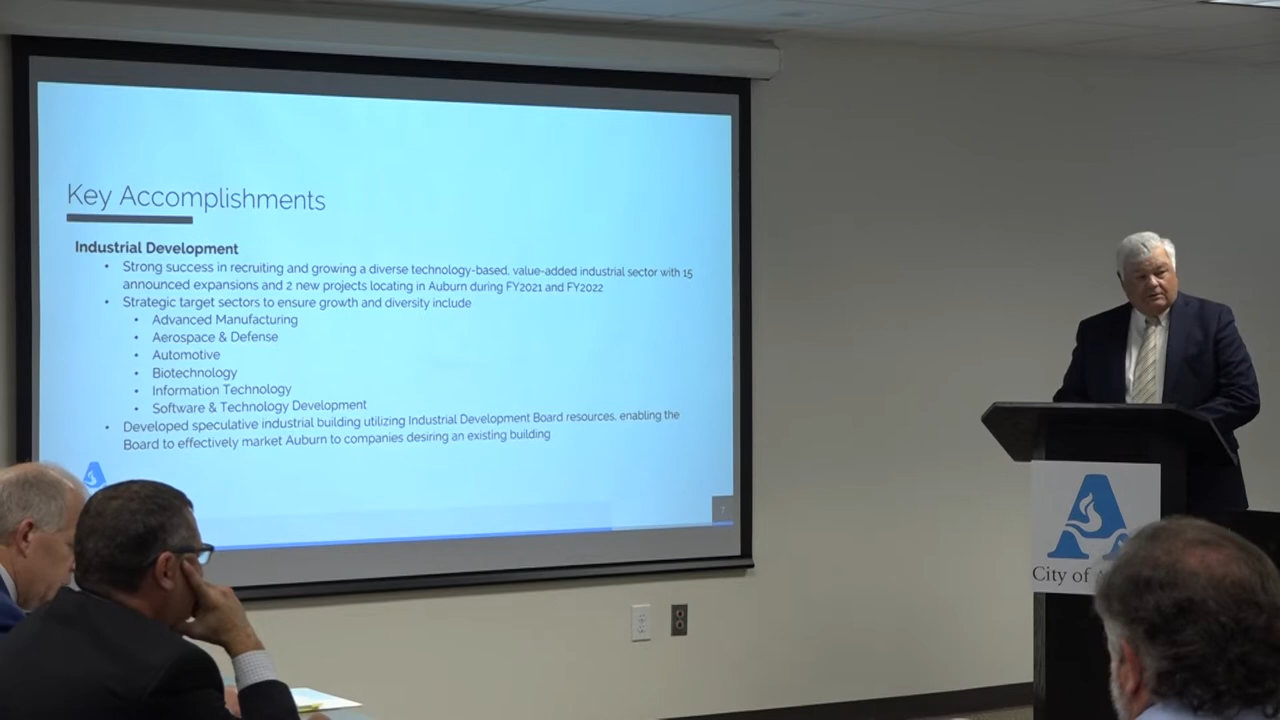 Key Accomplishments
Industrial Development
• Strong success in recruiting and growing a diverse technology-based, value-added industrial sector with 15
announced expansions and 2 new projects locating in Auburn during FY2021 and FY2022
• Strategic target sectors to ensure growth and diversity include
• Advanced Manufacturing
• Aerospace & Defense
• Automotive
• Biotechnology
• Information Technology
• Software & Technology Development
• Developed speculative industrial building utilizing Industrial Development Board resources, enabling the
Board to effectively market Auburn to companies desiring an existing building
7
City of